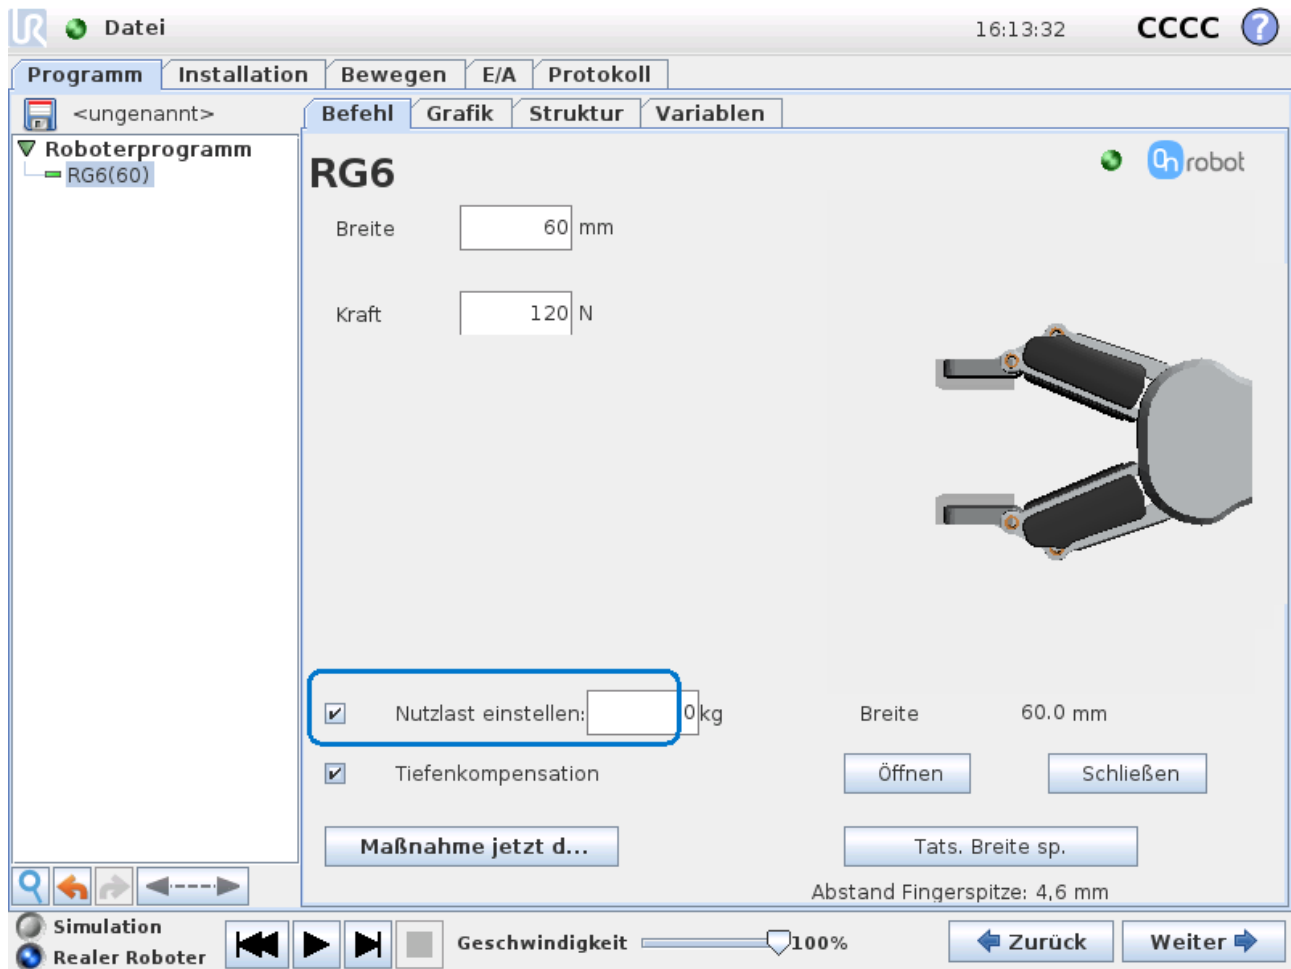 Datei
16:13:32
CCCC
?
Programm
Installation
Bewegen
E/A
Protokoll
<ungenannt>
Befehl
Grafik
Struktur
Variablen
Roboterprogramm
RG6(60)
RG6
On robot
Breite 60 mm
Kraft 120 N
Nutzlast einstellen: 0 kg
Breite 60.0 mm
Tiefenkompensation
Öffnen
Schließen
Maßnahme jetzt d...
Tats. Breite sp.
Abstand Fingerspitze: 4,6 mm
Simulation
Realer Roboter
Geschwindigkeit 100%
Zurück
Weiter